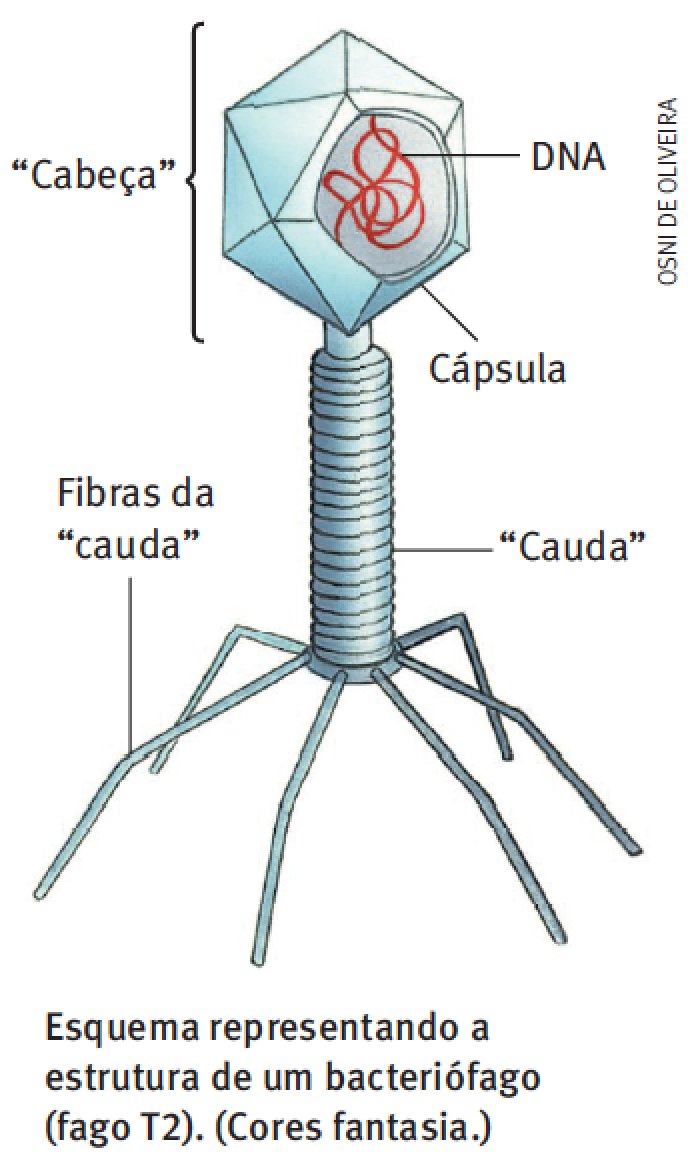 “Cabeça”
DNA
OSNI DE OLIVEIRA
Cápsula
Fibras da
“cauda”
“Cauda”
Esquema representando a
estrutura de um bacteriófago
(fago T2). (Cores fantasia.)